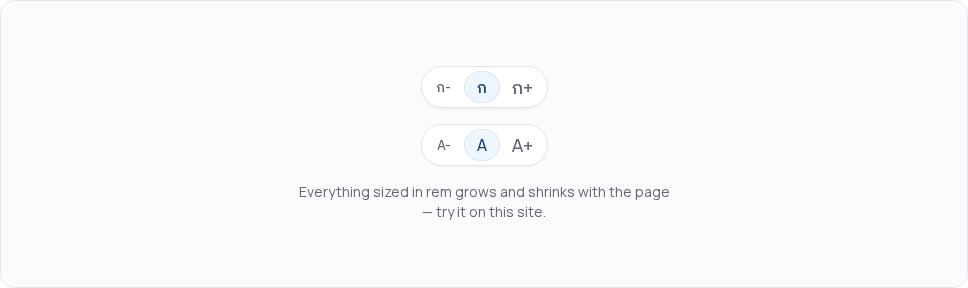 ก- ก ก+
A- A A+
Everything sized in rem grows and shrinks with the page
— try it on this site.